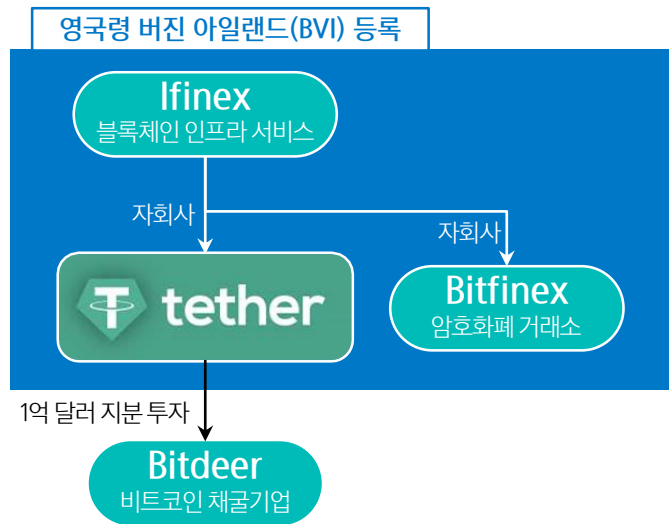 영국령 버진 아일랜드(BVI) 등록
Ifinex
블록체인 인프라 서비스
자회사
자회사
tether
Bitfinex
암호화폐 거래소
1억 달러 지분 투자
Bitdeer
비트코인 채굴기업